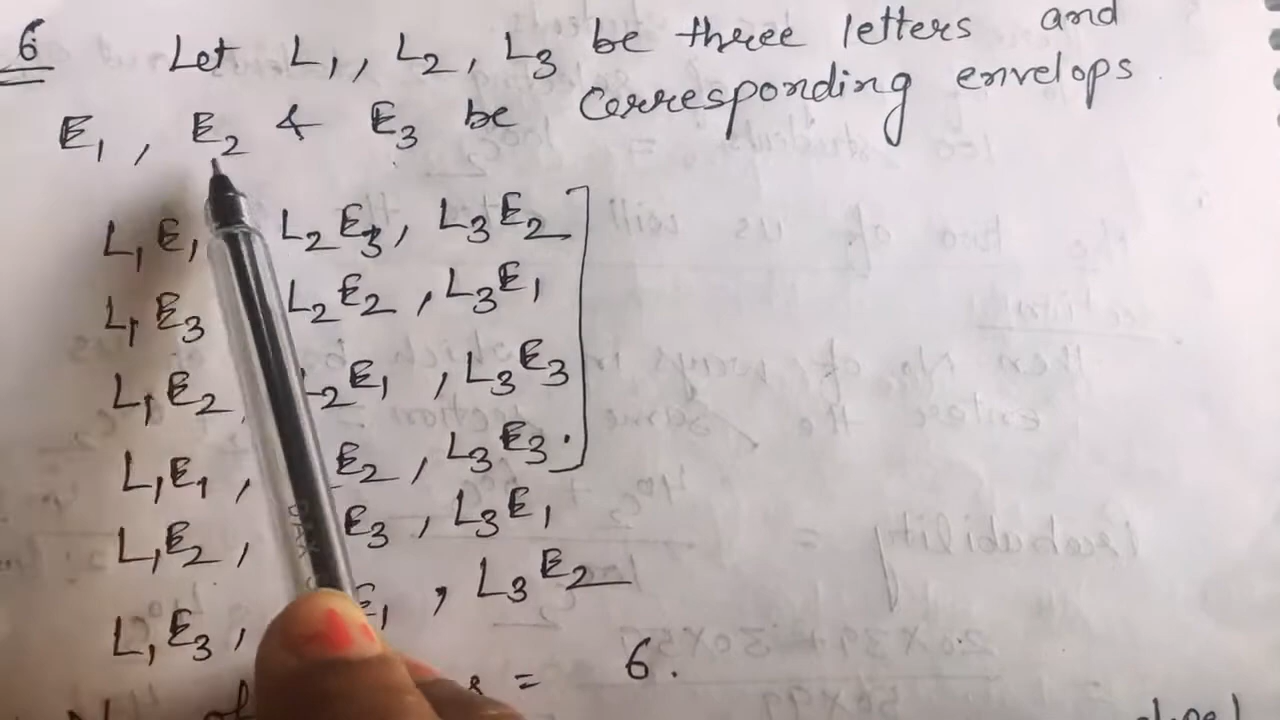 6 Let L₁, L₂, L₃ be three letters and
E₁, E₂ & E₃ be Corresponding envelops.
L₁E₁ L₂E₃, L₃E₂
L₁E₃ L₂E₂, L₃E₁
L₁E₂, L₂E₁, L₃E₃
L₁E₁, E₂, L₃E₃.
L₁E₂, E₃, L₃E₁
L₁E₃, E₁, L₃E₂
= 6.